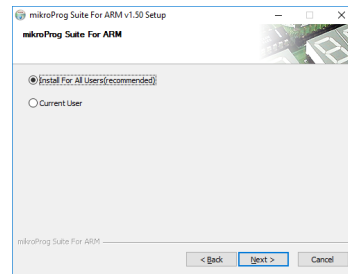 mikroProg Suite For ARM v1.50 Setup
mikroProg Suite For ARM
Install For All Users(recommended)
Current User
mikroProg Suite For ARM
< Back Next > Cancel